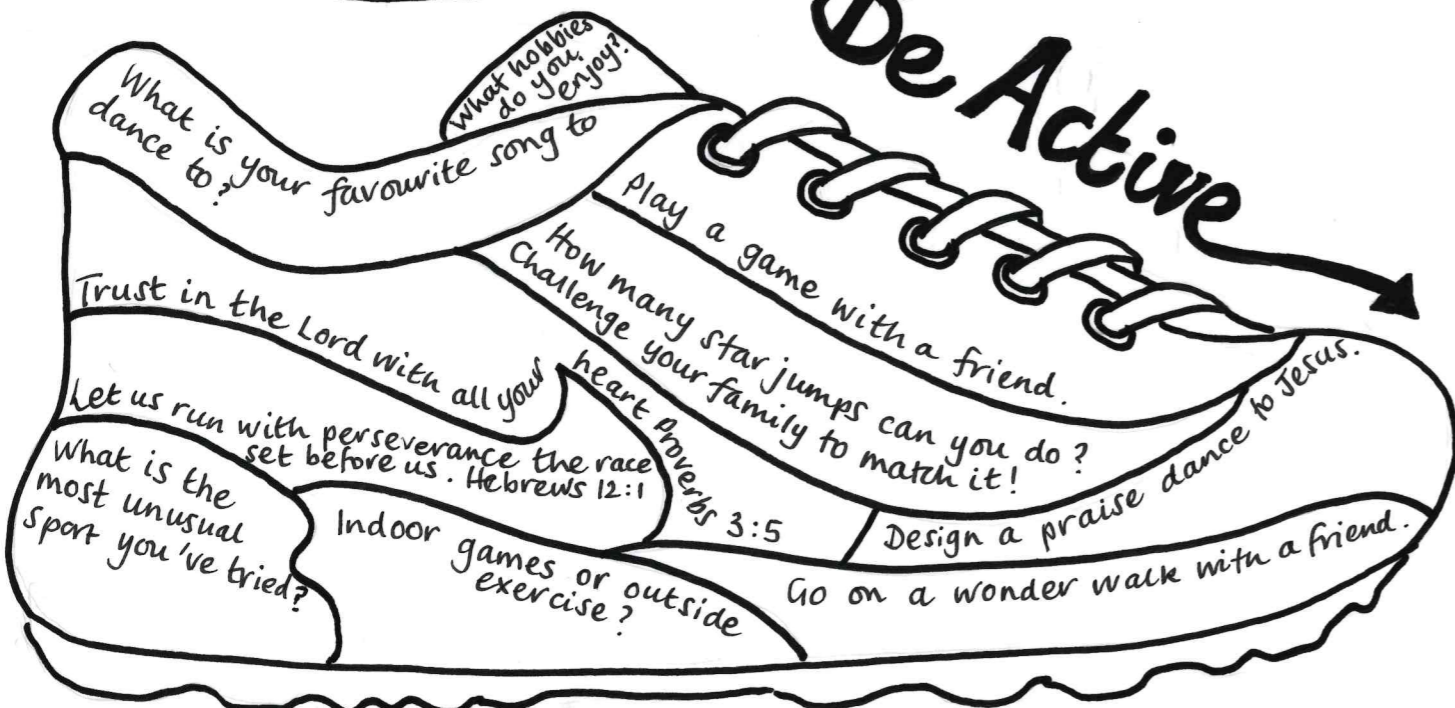 Be Active
What hobbies
do you
enjoy?
What is your favourite song to
dance to?
Play a game with a friend.
How many star jumps can you do?
Challenge your family to match it!
Trust in the Lord with all your heart Proverbs 3:5
Let us run with perseverance the race
set before us. Hebrews 12:1
What is the
most unusual
sport you've tried?
Indoor games or outside
exercise?
Design a praise dance to Jesus.
Go on a wonder walk with a friend.